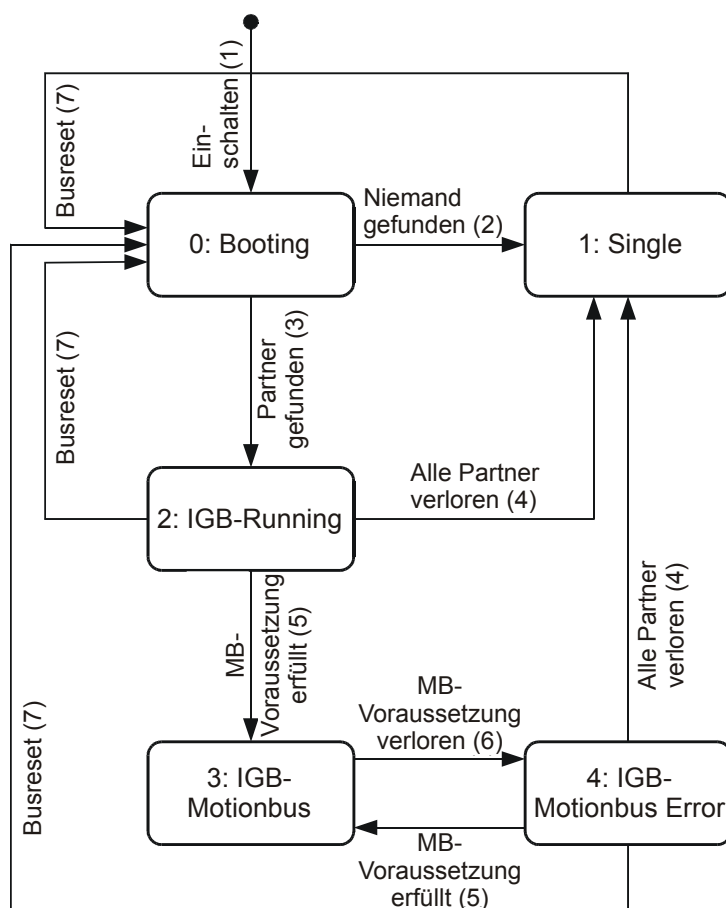 Busreset (7)
Ein-
schalten (1)
0: Booting
Niemand
gefunden (2)
1: Single
Busreset (7)
Partner
gefunden (3)
2: IGB-Running
Alle Partner
verloren (4)
Busreset (7)
MB-
Voraussetzung
erfüllt (5)
Alle Partner
verloren (4)
3: IGB-
Motionbus
MB-
Voraussetzung
verloren (6)
4: IGB-
Motionbus Error
MB-
Voraussetzung
erfüllt (5)